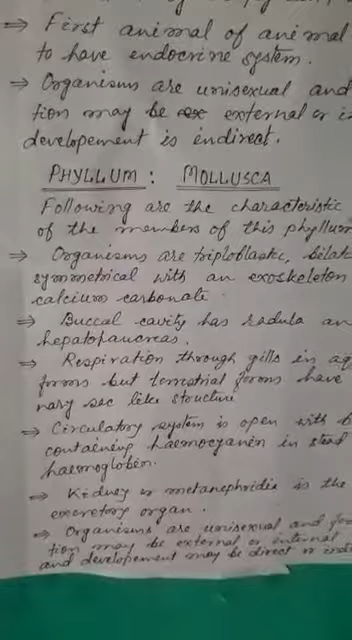 ⇒ First animal of animal
to have endocrine system.
⇒ Organisms are unisexual and
tion may be external or i
developement is indirect.
PHYLLUM : MOLLUSCA
Following are the characteristic
of the members of this phyllum
⇒ Organisms are triploblastic, bilate
symmetrical with an exoskeleton
calcium carbonate.
⇒ Buccal cavity has radula an
hepatopancreas.
⇒ Respiration through gills in aq
forms but terrestrial forms have
nary sac like structure
⇒ Circulatory system is open with b
containing haemocyanin in stead
haemoglobin.
⇒ Kidney or metanephridia is the
excretory organ.
⇒ Organisms are unisexual and fer
tion may be external or internal
and developement may be direct or indi